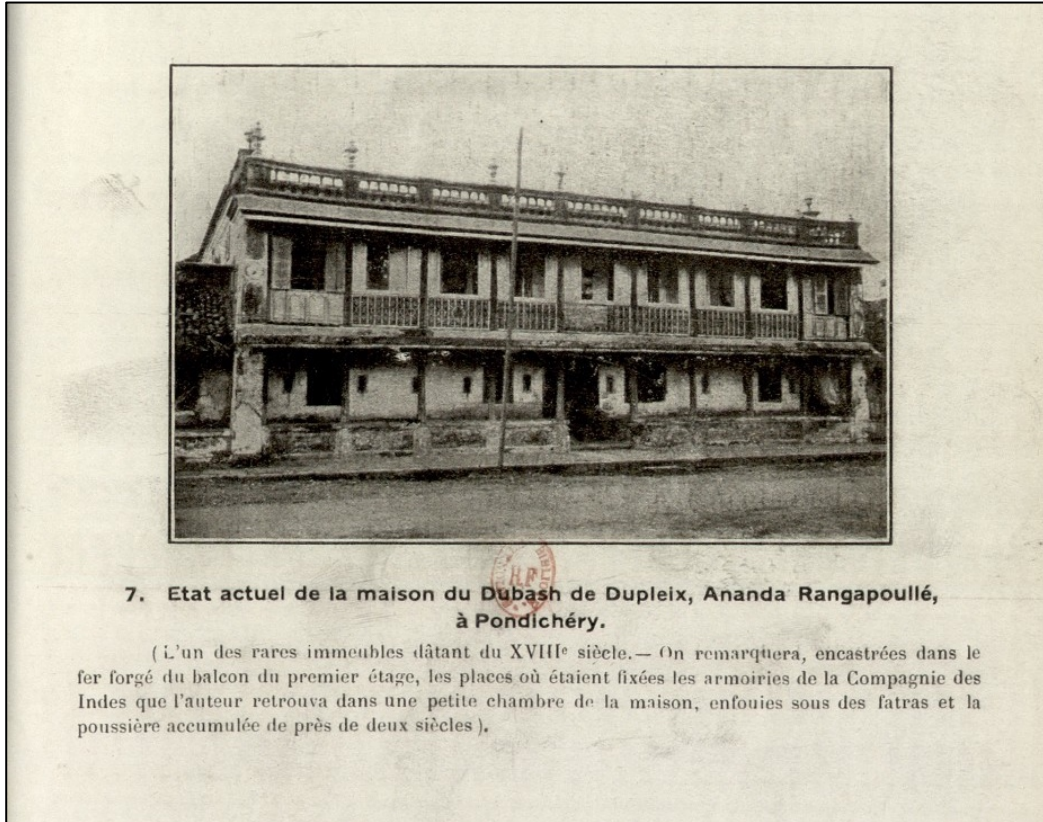 7. Etat actuel de la maison du Dubash de Dupleix, Ananda Rangapoullé,
à Pondichéry.
(L'un des rares immeubles dâtant du XVIIIe siècle.— On remarquera, encastrées dans le
fer forgé du balcon du premier étage, les places où étaient fixées les armoiries de la Compagnie des
Indes que l'auteur retrouva dans une petite chambre de la maison, enfouies sous des fatras et la
poussière accumulée de près de deux siècles).
R.F